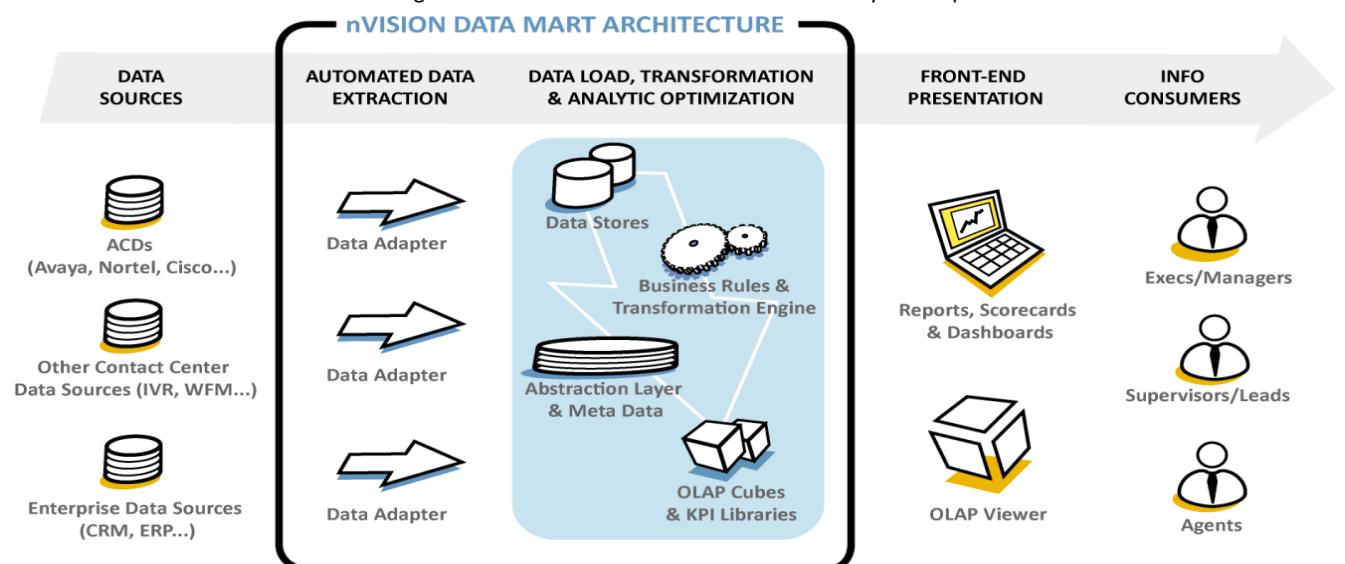 nVISION DATA MART ARCHITECTURE
DATA
SOURCES
AUTOMATED DATA
EXTRACTION
DATA LOAD, TRANSFORMATION
& ANALYTIC OPTIMIZATION
FRONT-END
PRESENTATION
INFO
CONSUMERS
ACDs
(Avaya, Nortel, Cisco...)
Other Contact Center
Data Sources (IVR, WFM...)
Enterprise Data Sources
(CRM, ERP...)
Data Adapter
Data Adapter
Data Adapter
Data Stores
Business Rules &
Transformation Engine
Abstraction Layer
& Meta Data
OLAP Cubes
& KPI Libraries
Reports, Scorecards
& Dashboards
OLAP Viewer
Execs/Managers
Supervisors/Leads
Agents